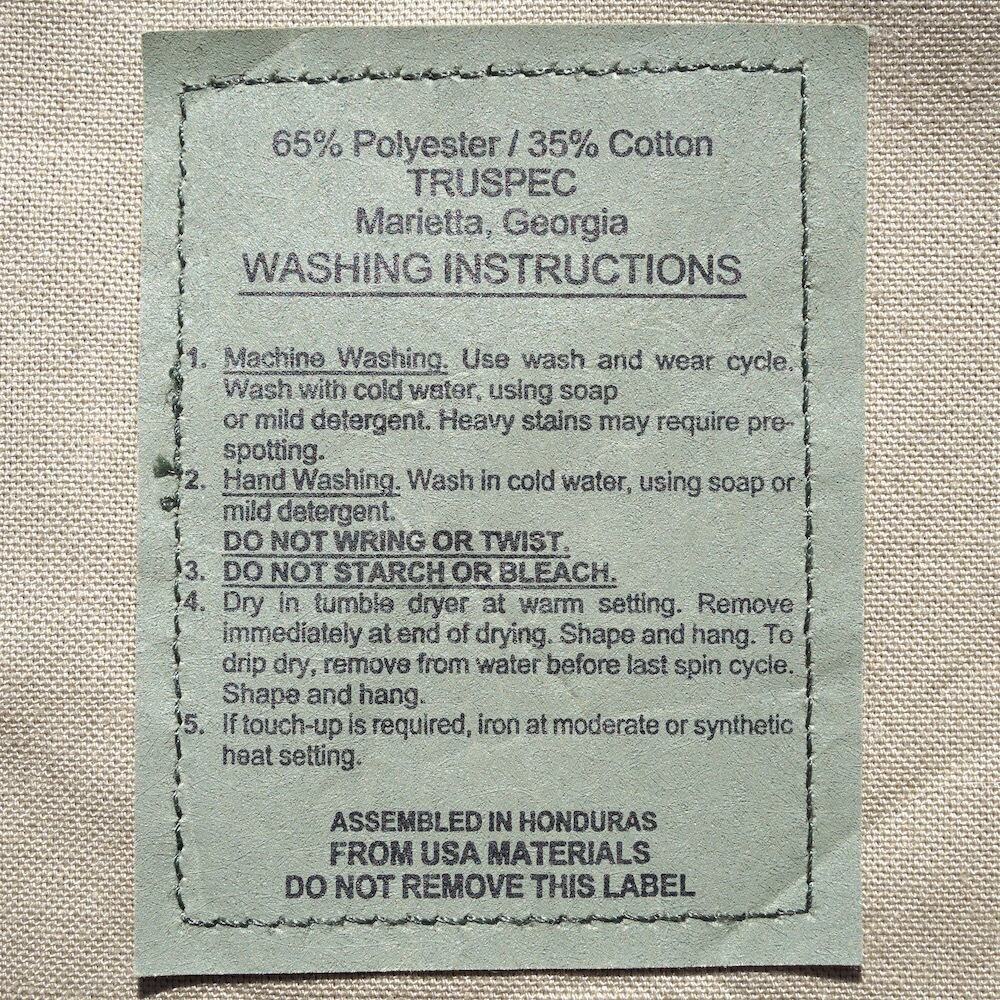 65% Polyester / 35% Cotton
TRUSPEC
Marietta, Georgia
WASHING INSTRUCTIONS
1. Machine Washing. Use wash and wear cycle.
Wash with cold water, using soap
or mild detergent. Heavy stains may require pre-
spotting.
2. Hand Washing. Wash in cold water, using soap or
mild detergent.
DO NOT WRING OR TWIST.
3. DO NOT STARCH OR BLEACH.
4. Dry in tumble dryer at warm setting. Remove
immediately at end of drying. Shape and hang. To
drip dry, remove from water before last spin cycle.
Shape and hang.
5. If touch-up is required, iron at moderate or synthetic
heat setting.
ASSEMBLED IN HONDURAS
FROM USA MATERIALS
DO NOT REMOVE THIS LABEL